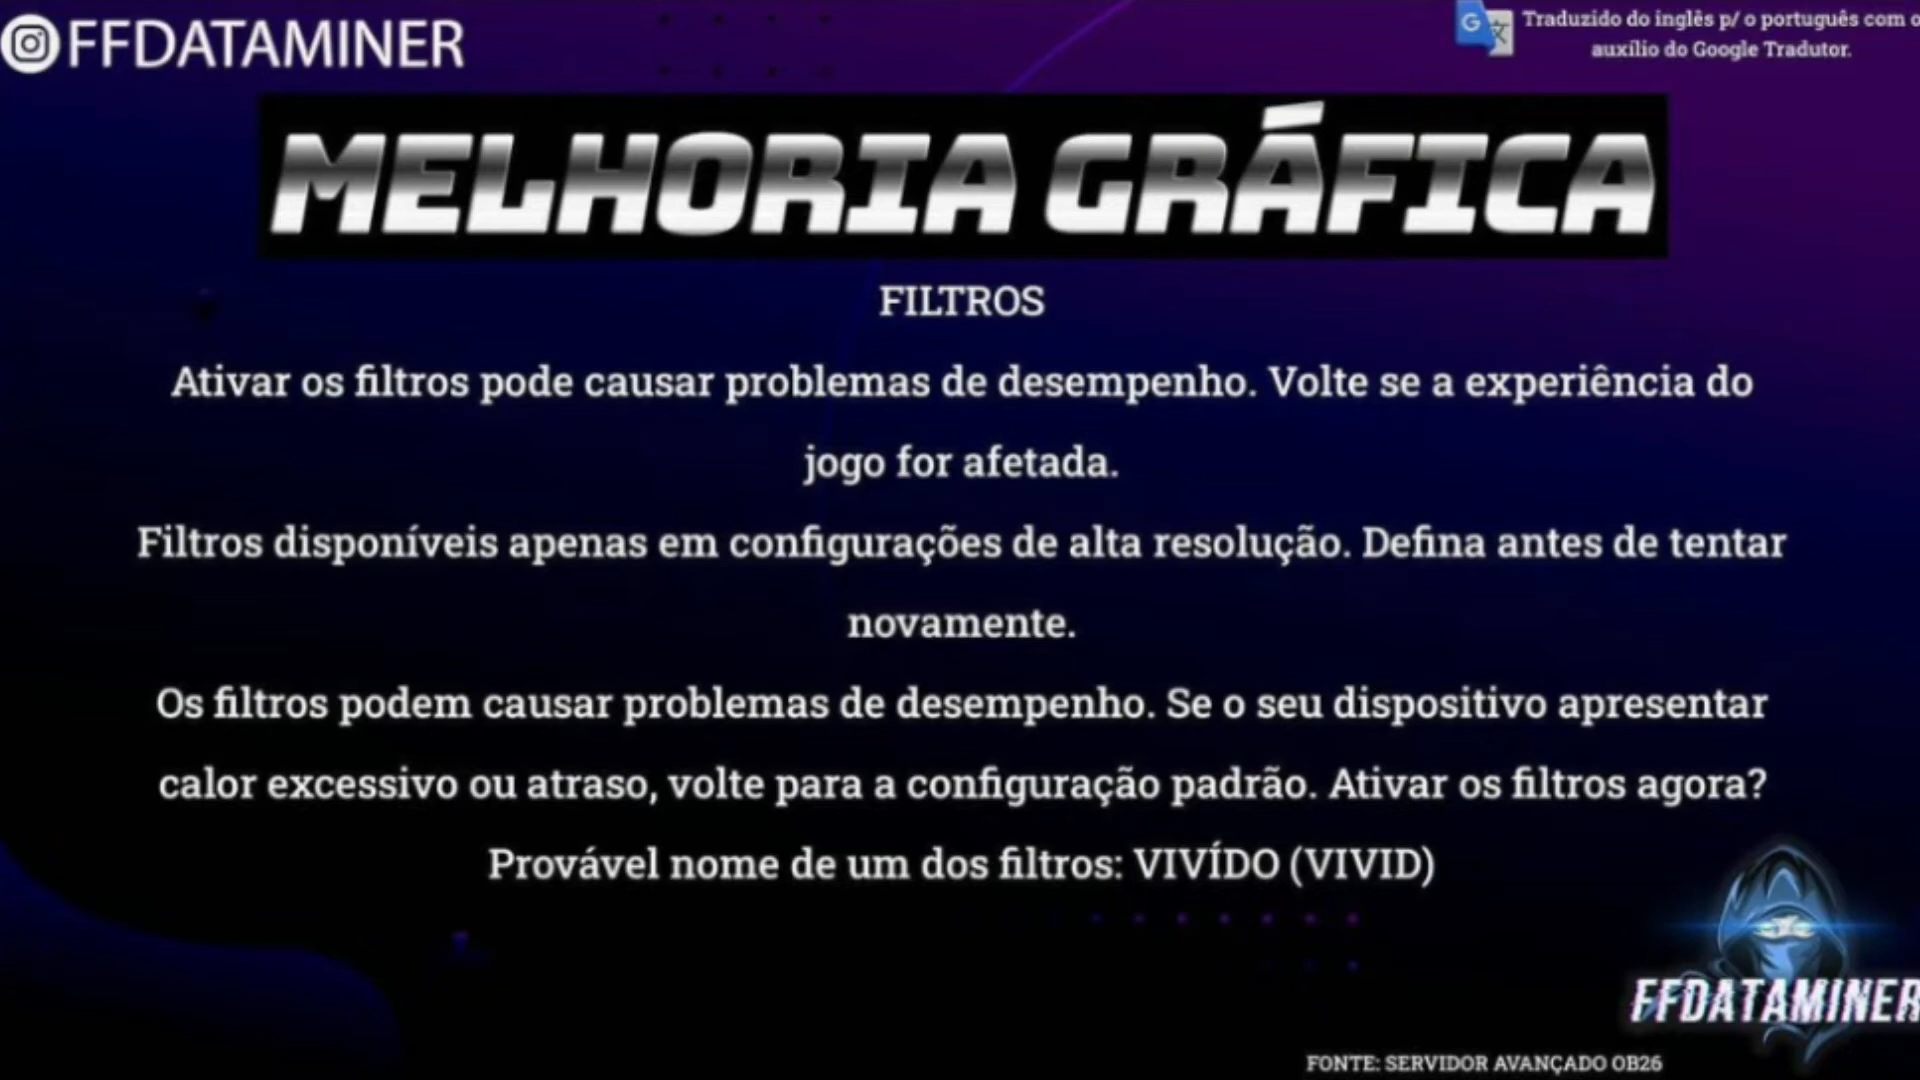 FFDATAMINER
Traduzido do inglês p/ o português com o
auxílio do Google Tradutor.
MELHORIA GRÁFICA
FILTROS
Ativar os filtros pode causar problemas de desempenho. Volte se a experiência do
jogo for afetada.
Filtros disponíveis apenas em configurações de alta resolução. Defina antes de tentar
novamente.
Os filtros podem causar problemas de desempenho. Se o seu dispositivo apresentar
calor excessivo ou atraso, volte para a configuração padrão. Ativar os filtros agora?
Provável nome de um dos filtros: VIVÍDO (VIVID)
FFDATAMINER
FONTE: SERVIDOR AVANÇADO OB26